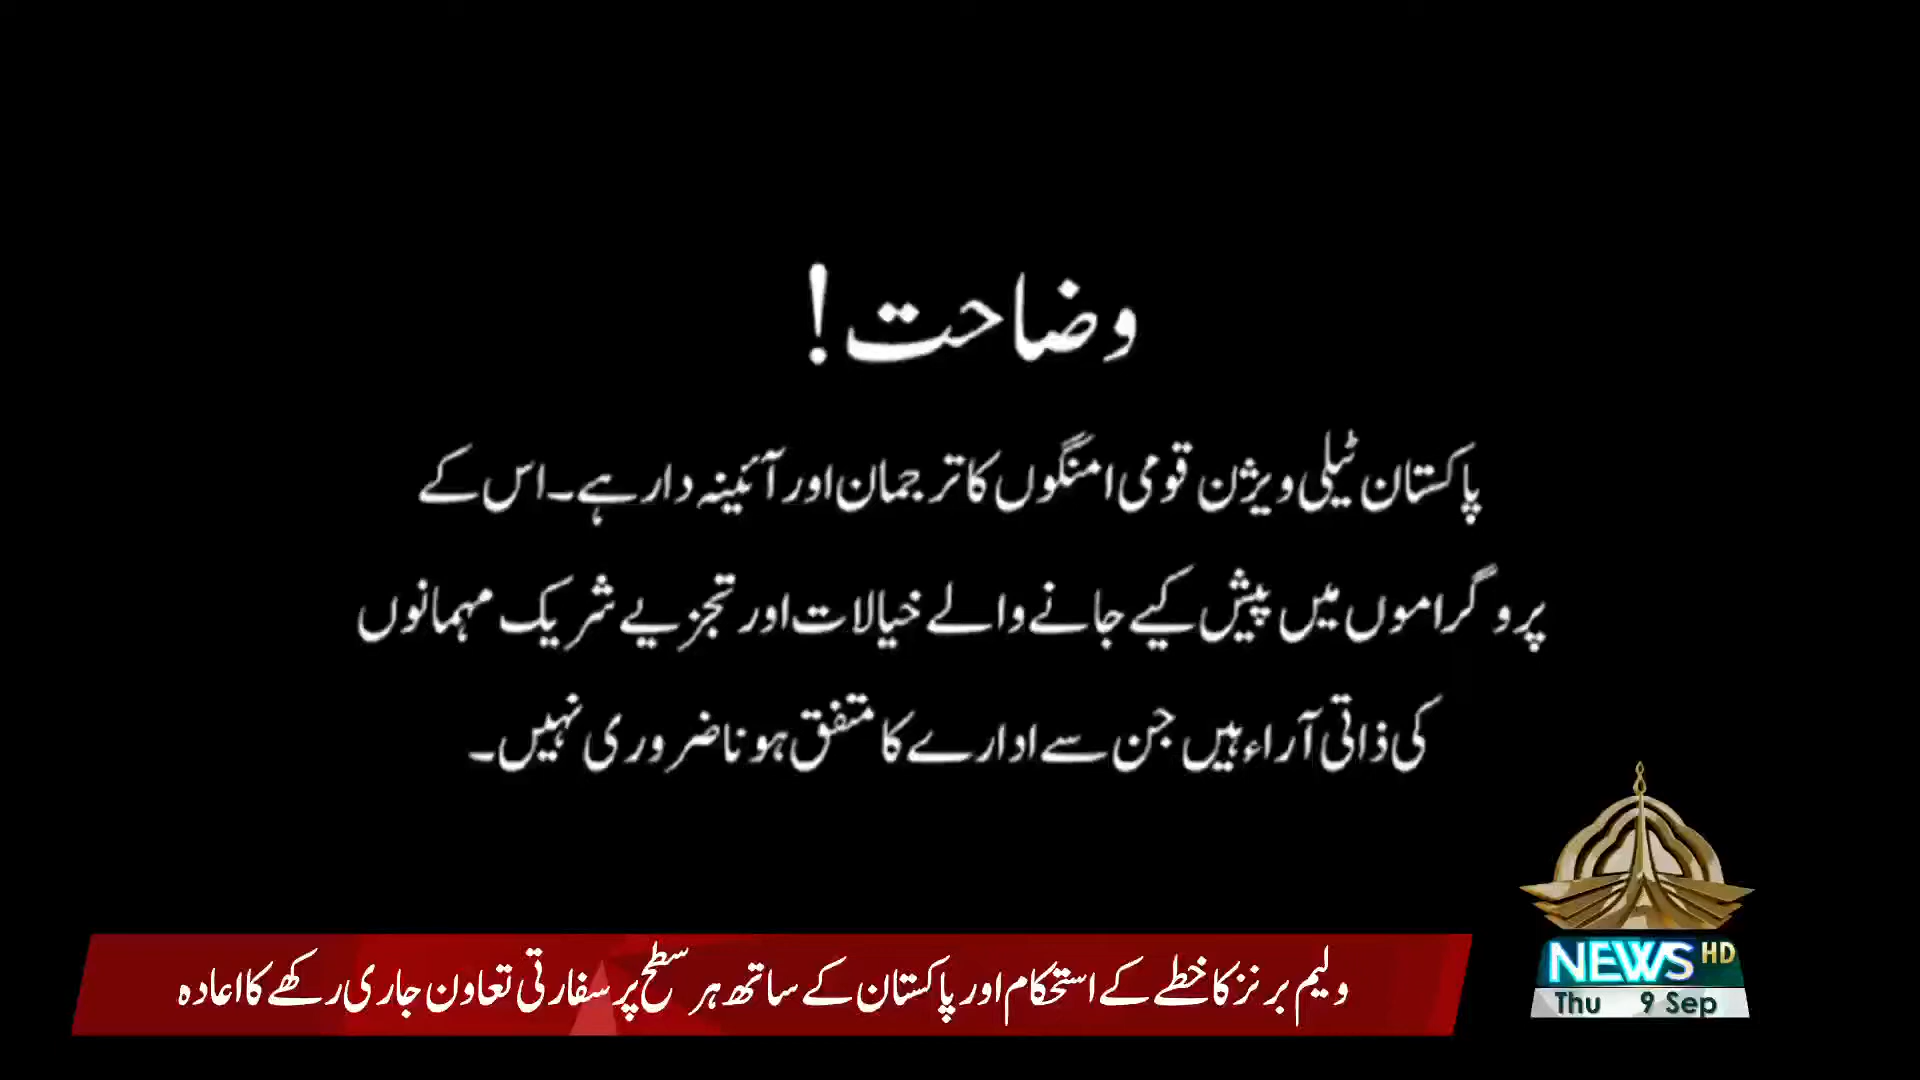 وضاحت!
پاکستان ٹیلی ویژن قومی امنگوں کا ترجمان اور آئینہ دار ہے۔ اس کے
پروگراموں میں پیش کیے جانے والے خیالات اور تجزیے شریک مہمانوں
کی ذاتی آراء ہیں جن سے ادارے کا متفق ہونا ضروری نہیں۔
ولیم برنز کا خطے کے استحکام اور پاکستان کے ساتھ ہر سطح پر سفارتی تعاون جاری رکھے کا اعادہ
NEWS HD
Thu 9 Sep